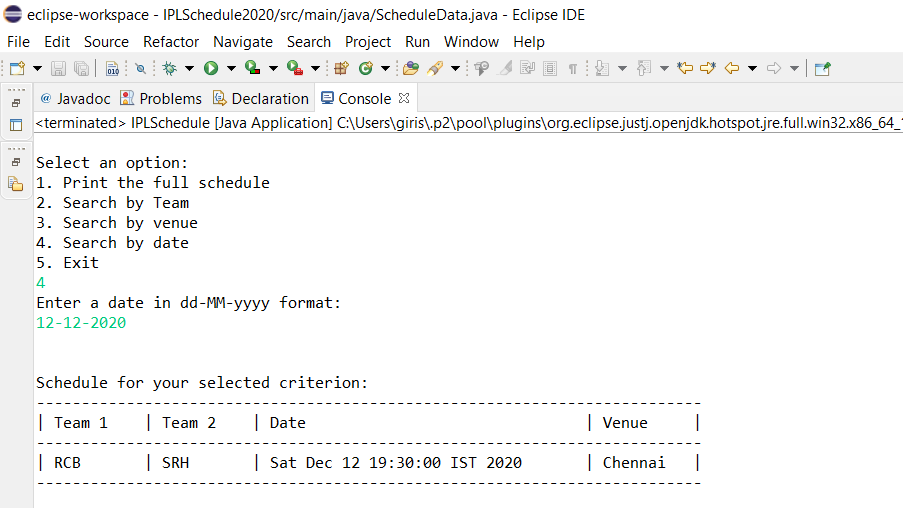 eclipse-workspace - IPLSchedule2020/src/main/java/ScheduleData.java - Eclipse IDE
File Edit Source Refactor Navigate Search Project Run Window Help
@ Javadoc Problems Declaration Console
<terminated> IPLSchedule [Java Application] C:\Users\giris\.p2\pool\plugins\org.eclipse.justj.openjdk.hotspot.jre.full.win32.x86_64_
Select an option:
1. Print the full schedule
2. Search by Team
3. Search by venue
4. Search by date
5. Exit
4
Enter a date in dd-MM-yyyy format:
12-12-2020
Schedule for your selected criterion:
--------------------------------------------------------------------------
| Team 1 | Team 2 | Date | Venue |
--------------------------------------------------------------------------
| RCB | SRH | Sat Dec 12 19:30:00 IST 2020 | Chennai |
--------------------------------------------------------------------------